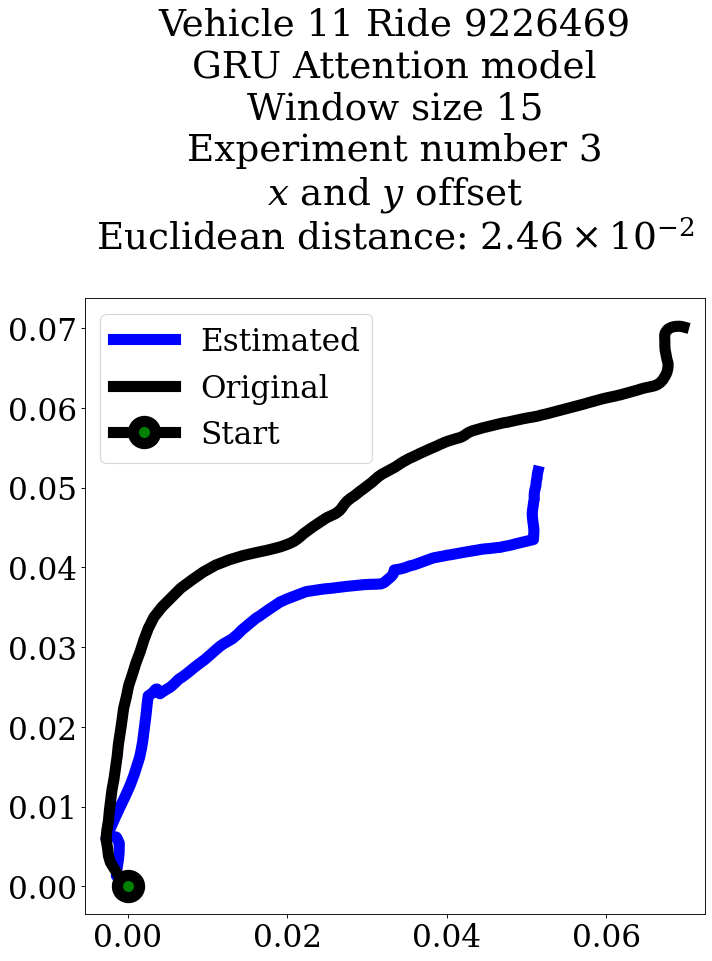 Vehicle 11 Ride 9226469
GRU Attention model
Window size 15
Experiment number 3
x and y offset
Euclidean distance: 2.46 × 10⁻²
Estimated
Original
Start
0.07
0.06
0.05
0.04
0.03
0.02
0.01
0.00
0.00 0.02 0.04 0.06